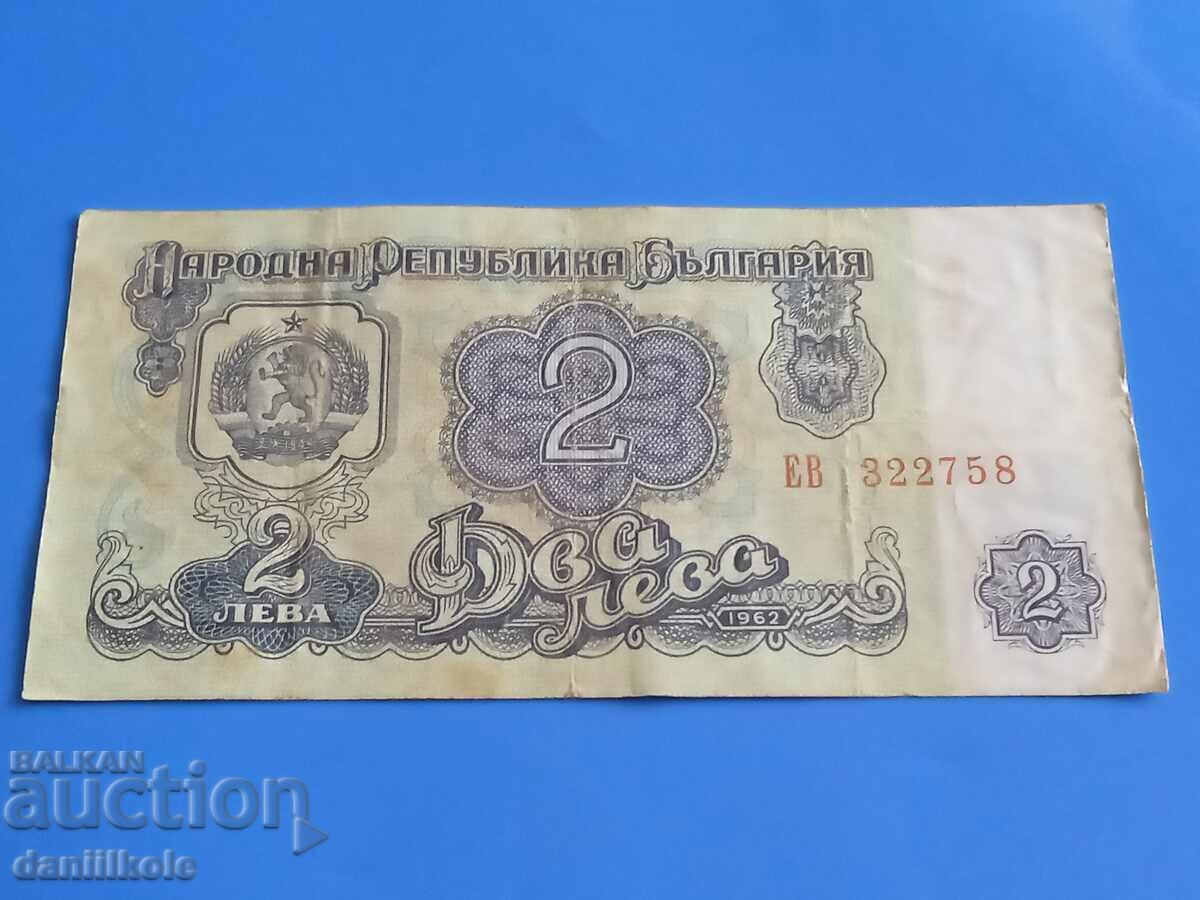 НАРОДНА РЕПУБЛИКА БЪЛГАРИЯ
2
ЕВ 322758
2
ЛЕВА
Два
лева
1962
2
BALKAN
auction
daniilkole